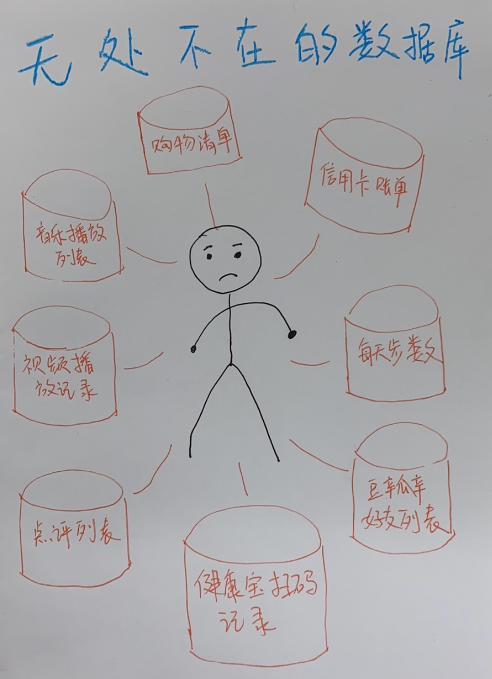 无处不在的数据库
购物清单
信用卡账单
音乐播放
列表
每天步数
视频播
放记录
豆瓣瓜库
好友列表
点评列表
健康宝扫码
记录